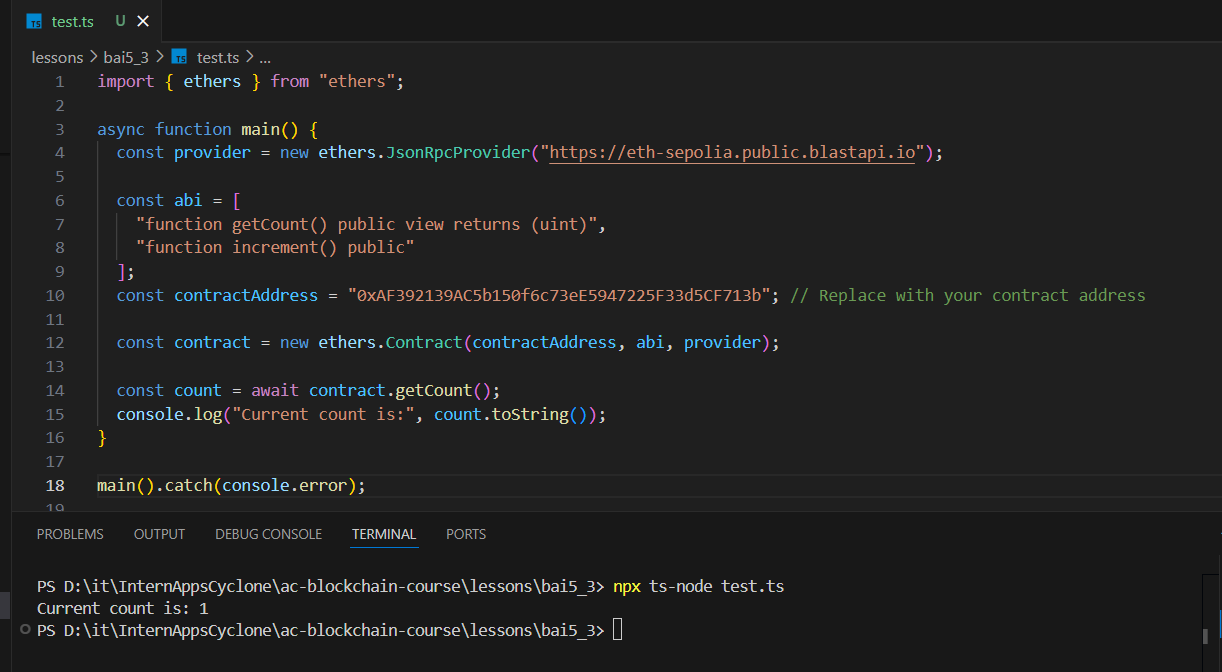 TS test.ts U ×
lessons > bai5_3 > TS test.ts > ...
1 import { ethers } from "ethers";
2
3 async function main() {
4 const provider = new ethers.JsonRpcProvider("https://eth-sepolia.public.blastapi.io");
5
6 const abi = [
7 "function getCount() public view returns (uint)",
8 "function increment() public"
9 ];
10 const contractAddress = "0xAF392139AC5b150f6c73eE5947225F33d5CF713b"; // Replace with your contract address
11
12 const contract = new ethers.Contract(contractAddress, abi, provider);
13
14 const count = await contract.getCount();
15 console.log("Current count is:", count.toString());
16 }
17
18 main().catch(console.error);
19
PROBLEMS OUTPUT DEBUG CONSOLE TERMINAL PORTS
PS D:\it\InternAppsCyclone\ac-blockchain-course\lessons\bai5_3> npx ts-node test.ts
Current count is: 1
PS D:\it\InternAppsCyclone\ac-blockchain-course\lessons\bai5_3>